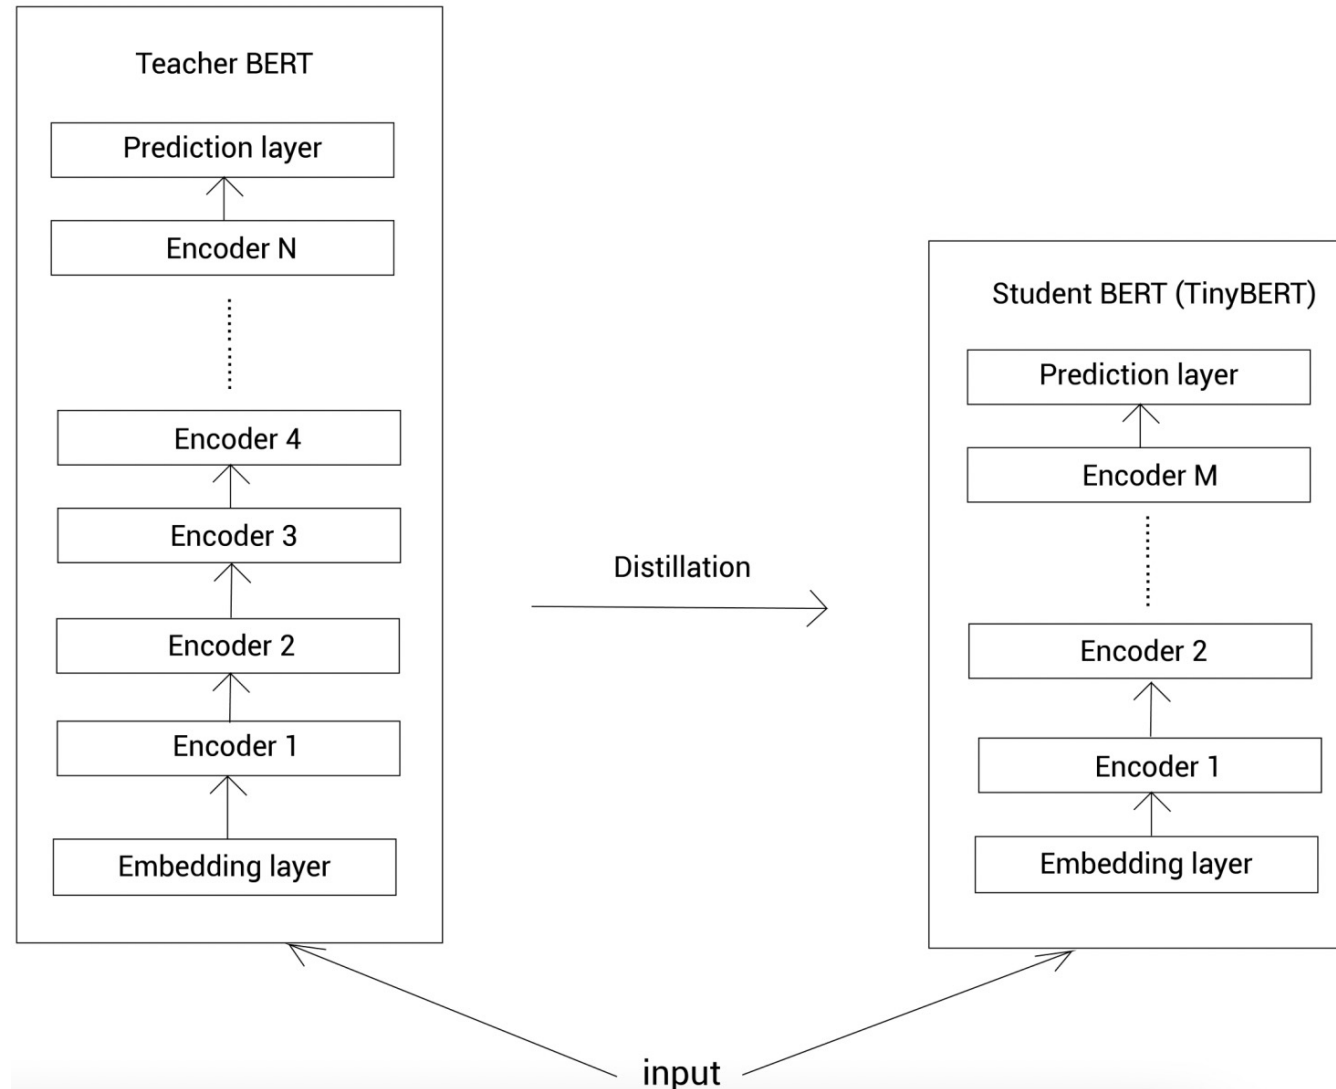 Teacher BERT
Prediction layer
Encoder N
Encoder 4
Encoder 3
Encoder 2
Encoder 1
Embedding layer
Distillation
Student BERT (TinyBERT)
Prediction layer
Encoder M
Encoder 2
Encoder 1
Embedding layer
input